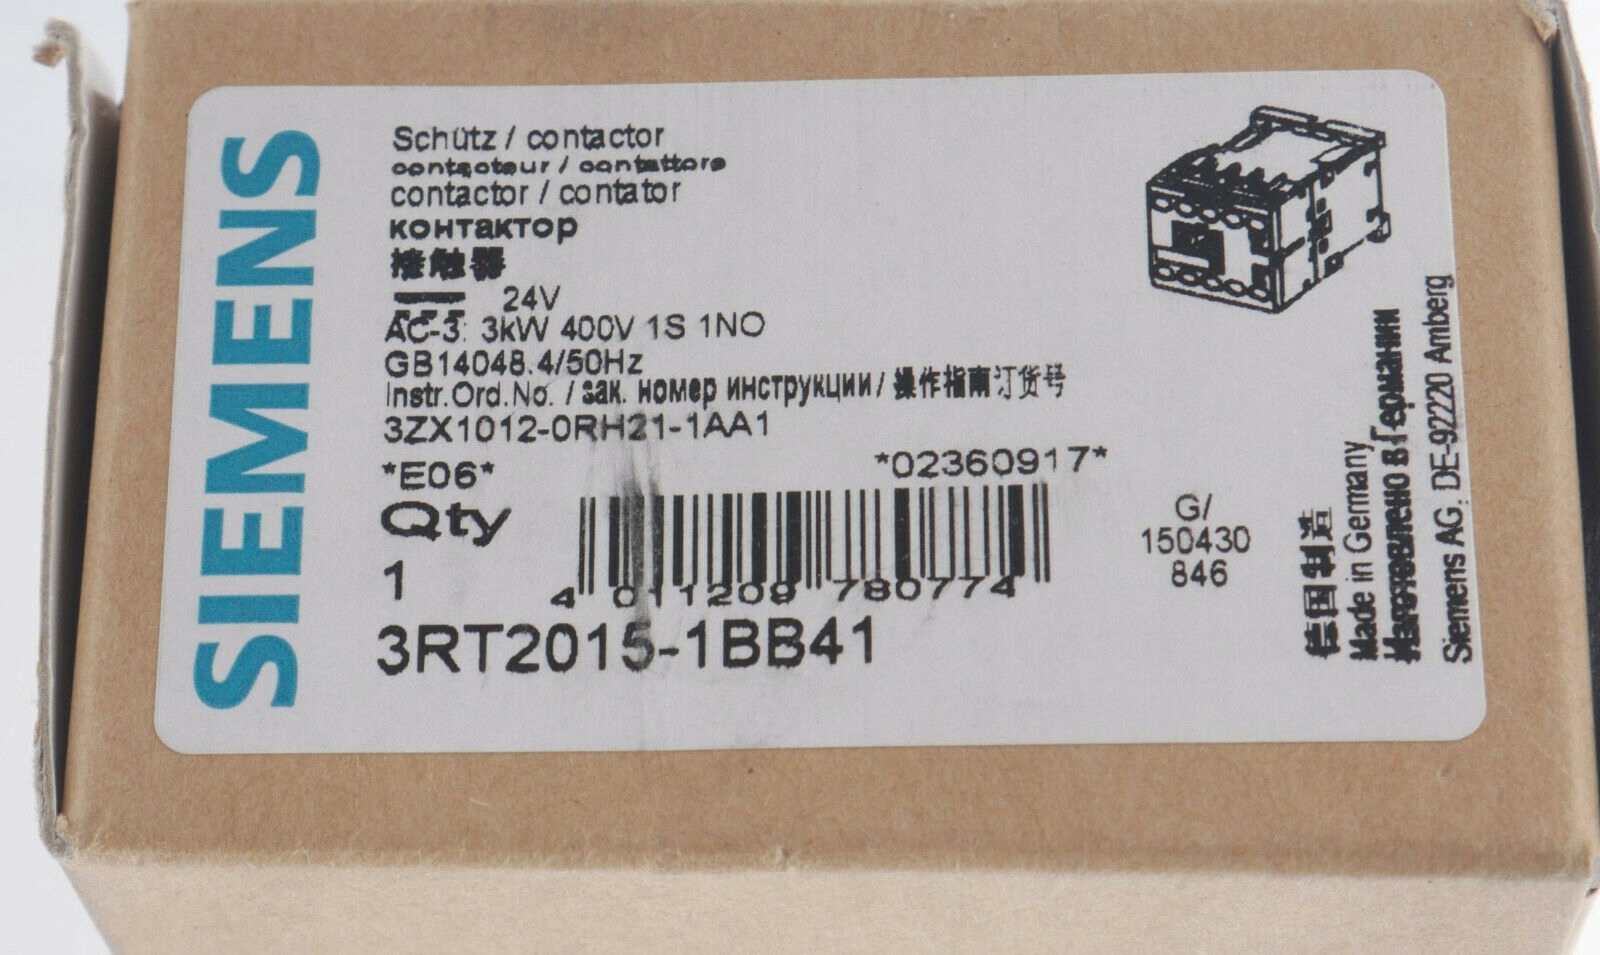 SIEMENS
Schütz / contactor
contacteur / contattore
contactor / contator
контактор
接触器
24V
AC-3: 3kW 400V 1S 1NO
GB14048.4/50Hz
Instr.Ord.No. / зак. номер инструкции / 操作指南订货号
3ZX1012-0RH21-1AA1
*E06*
*02360917*
Qty
1
4 011209 780774
3RT2015-1BB41
G/
150430
846
德国制造
Made in Germany
Изготовлено в Германии
Siemens AG, DE-92220 Amberg